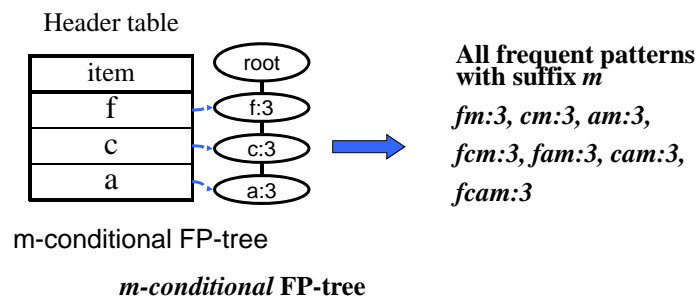 Header table
item
f
c
a
root
f:3
c:3
a:3
All frequent patterns
with suffix m
fm:3, cm:3, am:3,
fcm:3, fam:3, cam:3,
fcam:3
m-conditional FP-tree
m-conditional FP-tree